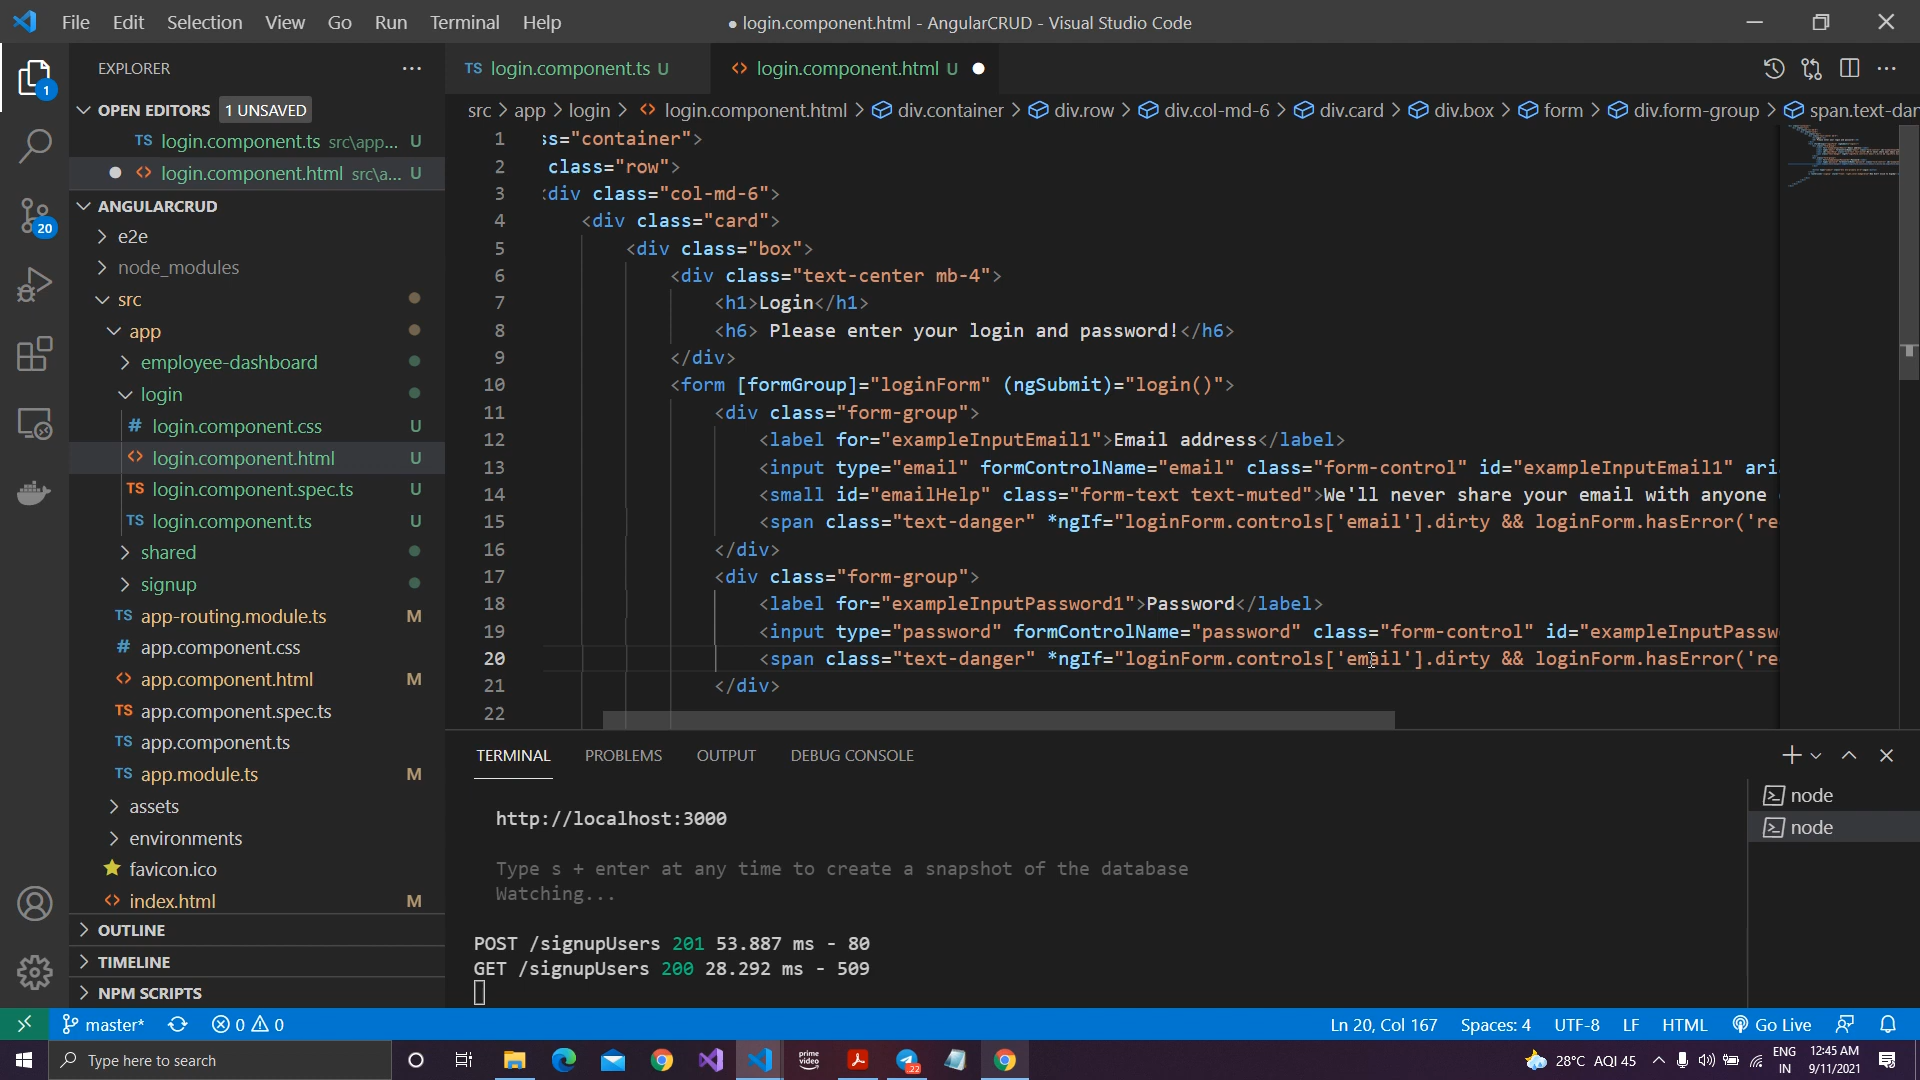 File Edit Selection View Go Run Terminal Help
● login.component.html - AngularCRUD - Visual Studio Code
EXPLORER
OPEN EDITORS 1 UNSAVED
TS login.component.ts src\app... U
login.component.html src\a... U
ANGULARCRUD
e2e
node_modules
src
app
employee-dashboard
login
# login.component.css U
login.component.html U
TS login.component.spec.ts U
TS login.component.ts U
shared
signup
TS app-routing.module.ts M
# app.component.css
app.component.html M
TS app.component.spec.ts
TS app.component.ts
TS app.module.ts M
assets
environments
favicon.ico
index.html M
OUTLINE
TIMELINE
NPM SCRIPTS
1
20
TS login.component.ts U
login.component.html U
src > app > login > login.component.html > div.container > div.row > div.col-md-6 > div.card > div.box > form > div.form-group > span.text-dan
1 ss="container">
2 class="row">
3 <div class="col-md-6">
4 <div class="card">
5 <div class="box">
6 <div class="text-center mb-4">
7 <h1>Login</h1>
8 <h6> Please enter your login and password!</h6>
9 </div>
10 <form [formGroup]="loginForm" (ngSubmit)="login()">
11 <div class="form-group">
12 <label for="exampleInputEmail1">Email address</label>
13 <input type="email" formControlName="email" class="form-control" id="exampleInputEmail1" ari
14 <small id="emailHelp" class="form-text text-muted">We'll never share your email with anyone
15 <span class="text-danger" *ngIf="loginForm.controls['email'].dirty && loginForm.hasError('re
16 </div>
17 <div class="form-group">
18 <label for="exampleInputPassword1">Password</label>
19 <input type="password" formControlName="password" class="form-control" id="exampleInputPassw
20 <span class="text-danger" *ngIf="loginForm.controls['email'].dirty && loginForm.hasError('re
21 </div>
22
TERMINAL PROBLEMS OUTPUT DEBUG CONSOLE
http://localhost:3000
Type s + enter at any time to create a snapshot of the database
Watching...
POST /signupUsers 201 53.887 ms - 80
GET /signupUsers 200 28.292 ms - 509
node
node
master* 0 0 Ln 20, Col 167 Spaces: 4 UTF-8 LF HTML Go Live
Type here to search
prime video
22
28°C AQI 45
ENG
IN
12:45 AM
9/11/2021